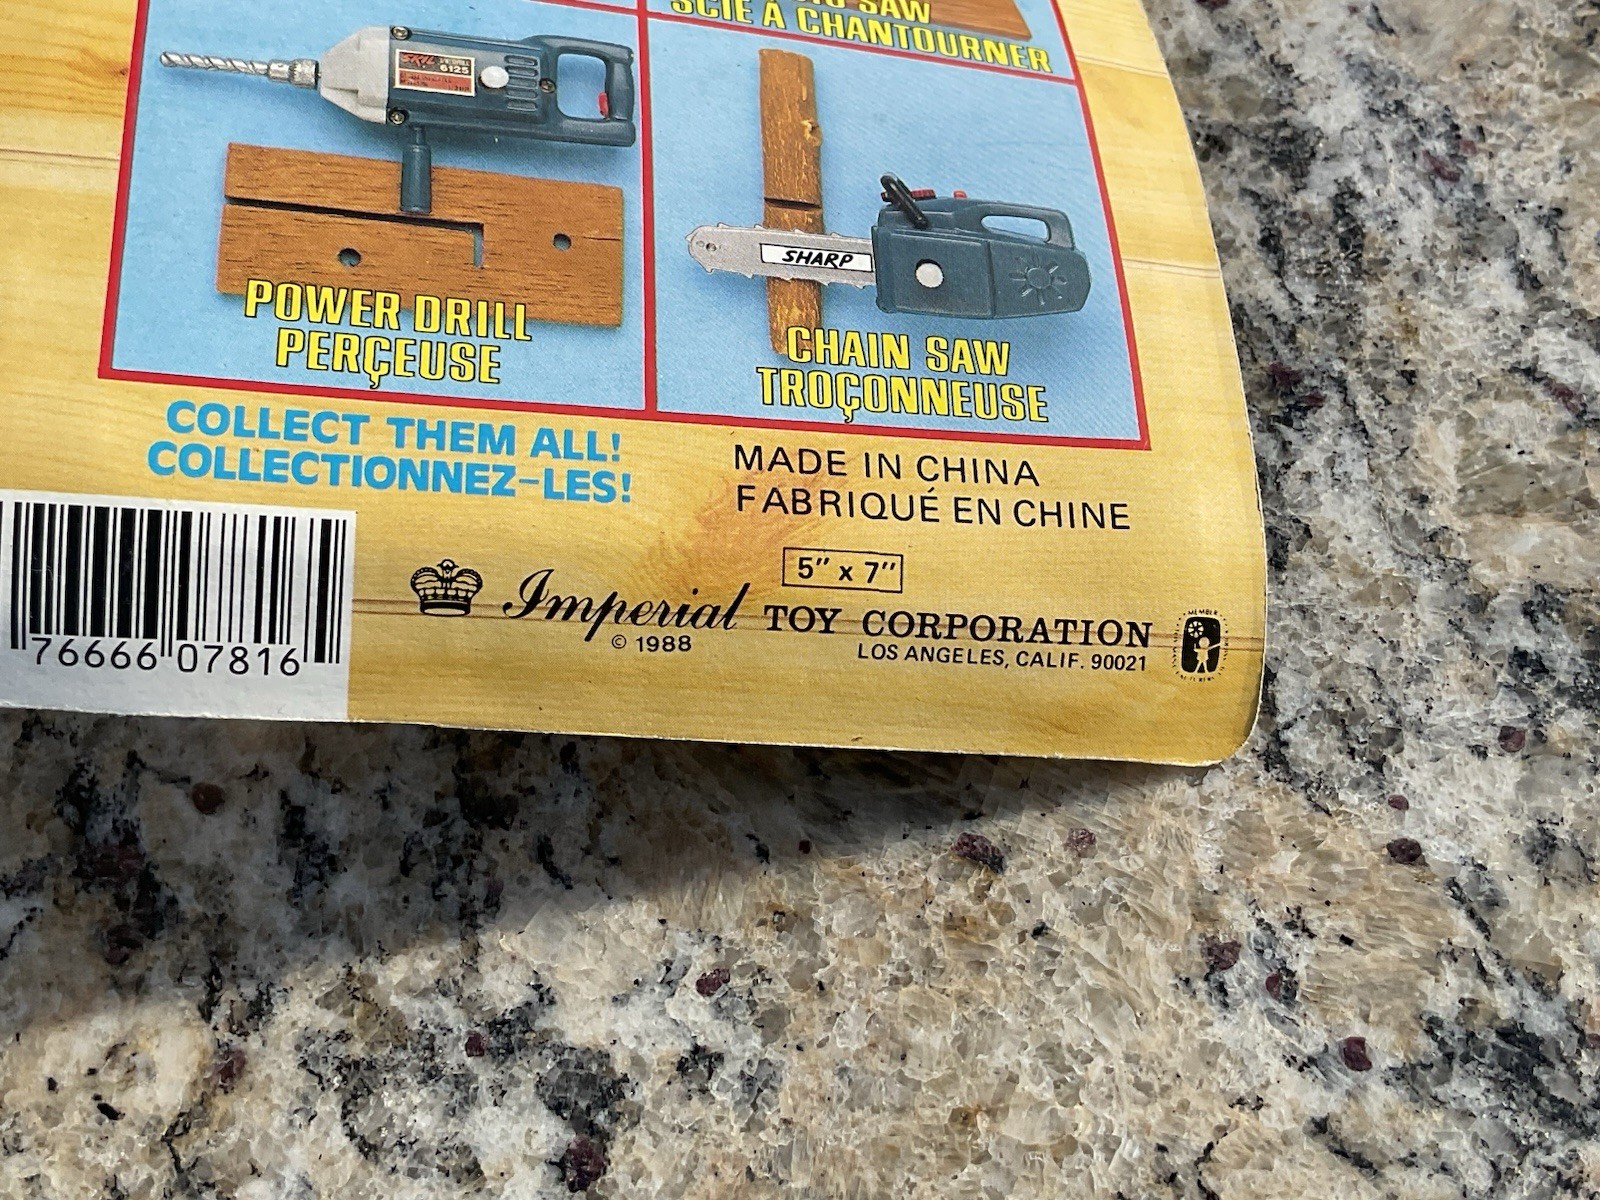 SAW
SCIE À CHANTOURNER
SKIL
6125
POWER DRILL
PERÇEUSE
SHARP
CHAIN SAW
TROÇONNEUSE
COLLECT THEM ALL!
COLLECTIONNEZ-LES!
MADE IN CHINA
FABRIQUÉ EN CHINE
5" x 7"
76666 07816
Imperial TOY CORPORATION
© 1988
LOS ANGELES, CALIF. 90021
MEMBER